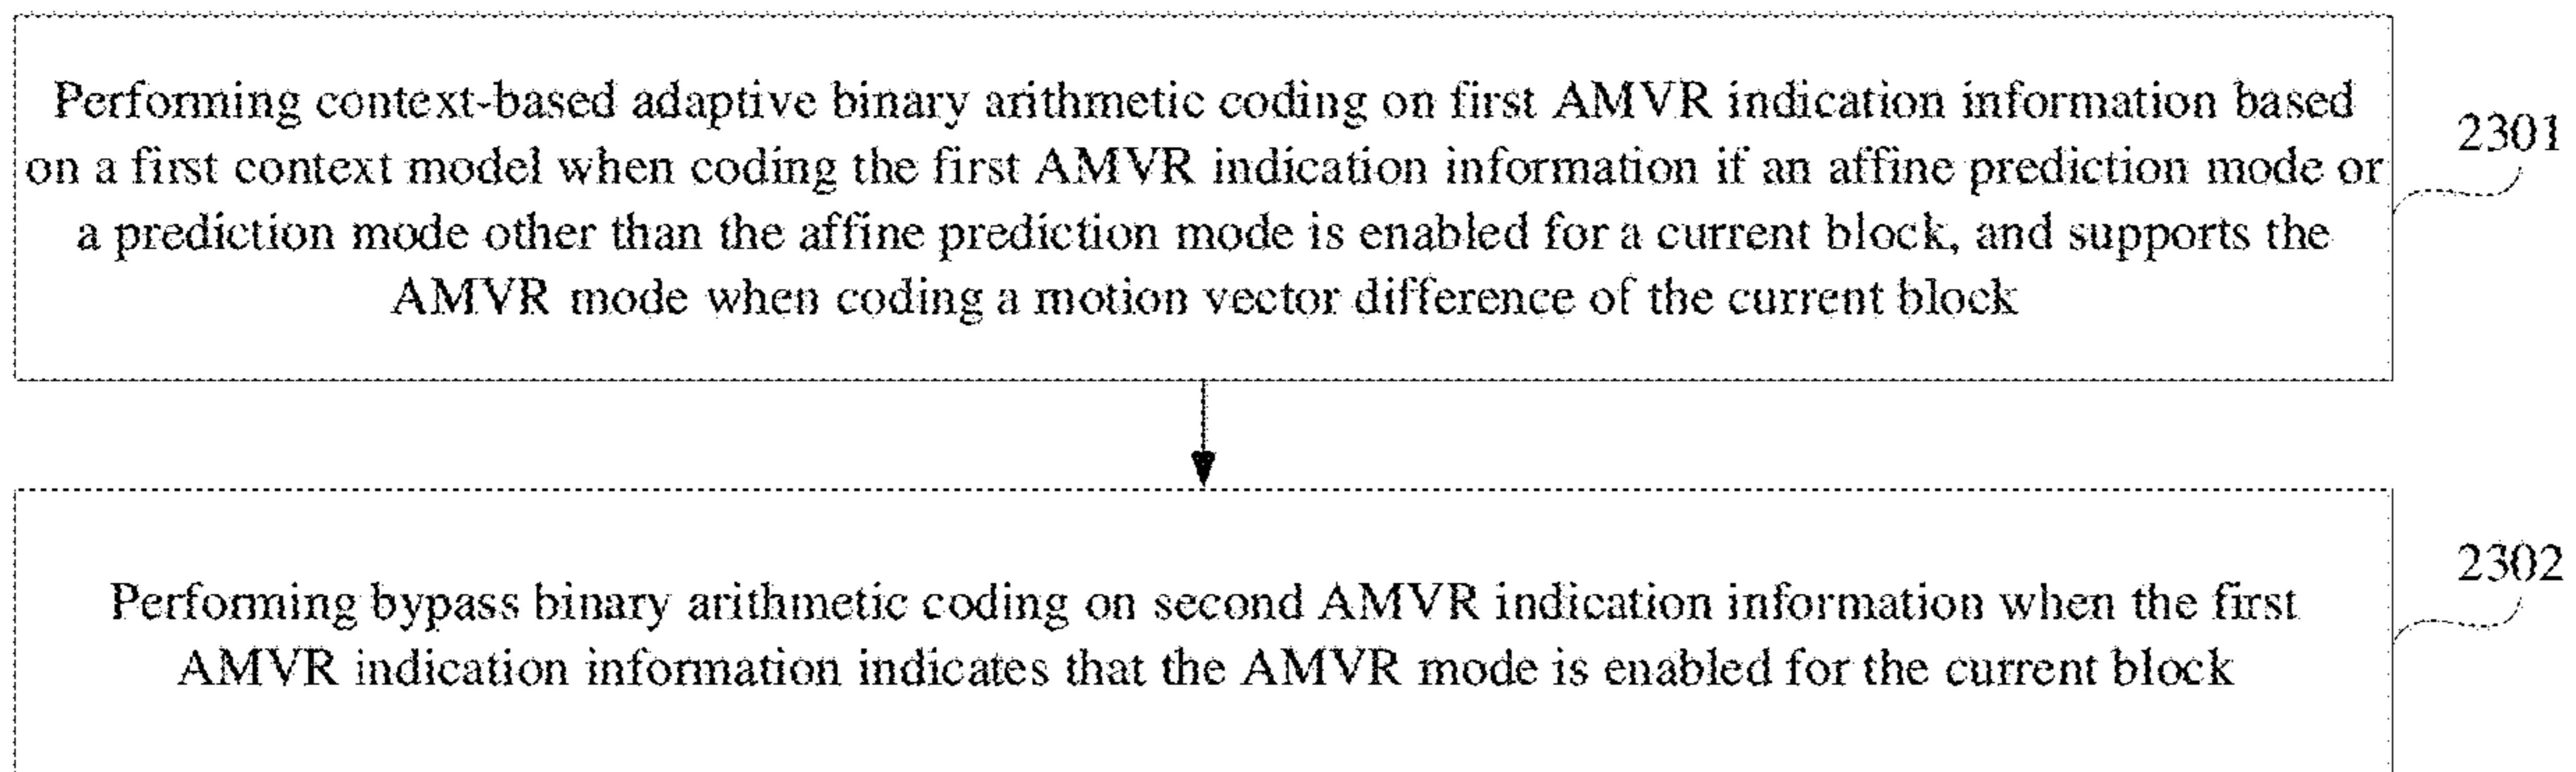 Performing context-based adaptive binary arithmetic coding on first AMVR indication information based
on a first context model when coding the first AMVR indication information if an affine prediction mode or
a prediction mode other than the affine prediction mode is enabled for a current block, and supports the
AMVR mode when coding a motion vector difference of the current block
2301
Performing bypass binary arithmetic coding on second AMVR indication information when the first
AMVR indication information indicates that the AMVR mode is enabled for the current block
2302